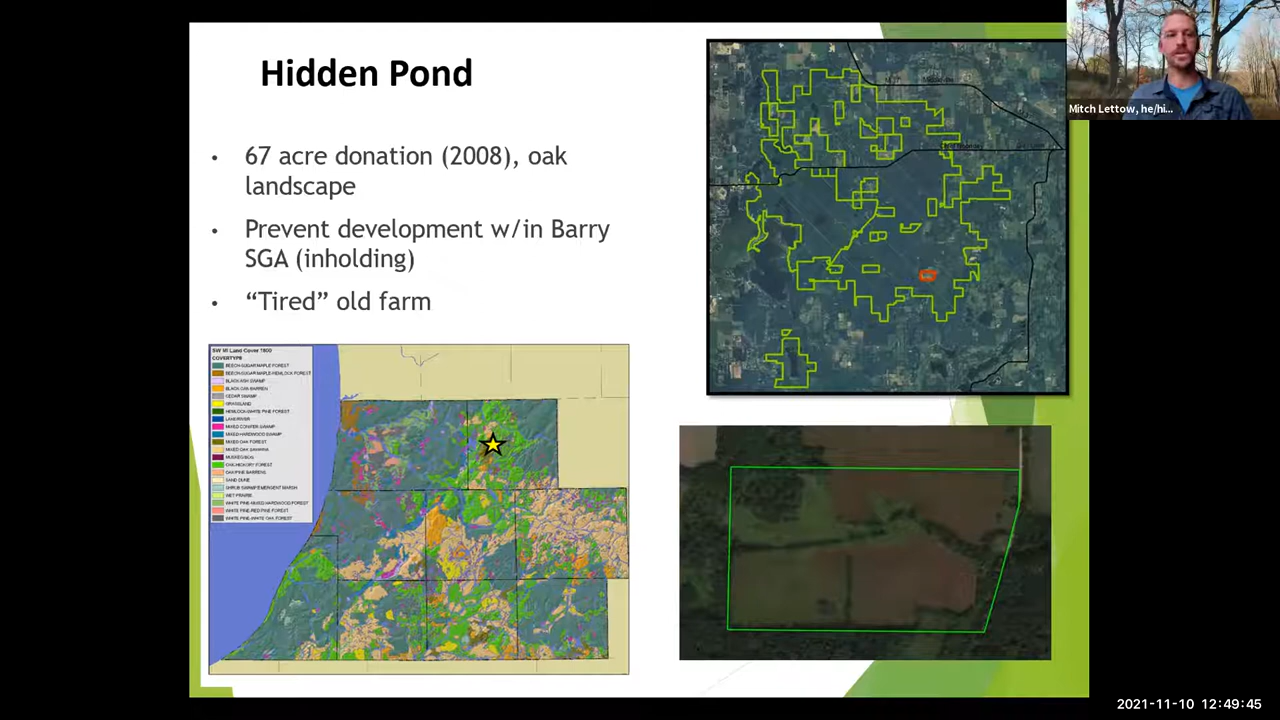 Hidden Pond
• 67 acre donation (2008), oak
landscape
• Prevent development w/in Barry
SGA (inholding)
• “Tired” old farm
SW MI Land Cover 1800
COVERTYPE
BEECH-SUGAR MAPLE FOREST
BEECH-SUGAR MAPLE-HEMLOCK FOREST
BLACK ASH SWAMP
BLACK OAK BARREN
CEDAR SWAMP
GRASSLAND
HEMLOCK-WHITE PINE FOREST
LAKE/RIVER
MIXED CONIFER SWAMP
MIXED HARDWOOD SWAMP
MIXED OAK FOREST
MIXED OAK SAVANNA
MUSKEG/BOG
OAK-HICKORY FOREST
OAK/PINE BARRENS
SAND DUNE
SHRUB SWAMP/EMERGENT MARSH
WET PRAIRIE
WHITE PINE-MIXED HARDWOOD FOREST
WHITE PINE-RED PINE FOREST
WHITE PINE-WHITE OAK FOREST
Mitch Lettow, he/hi...
2021-11-10 12:49:45